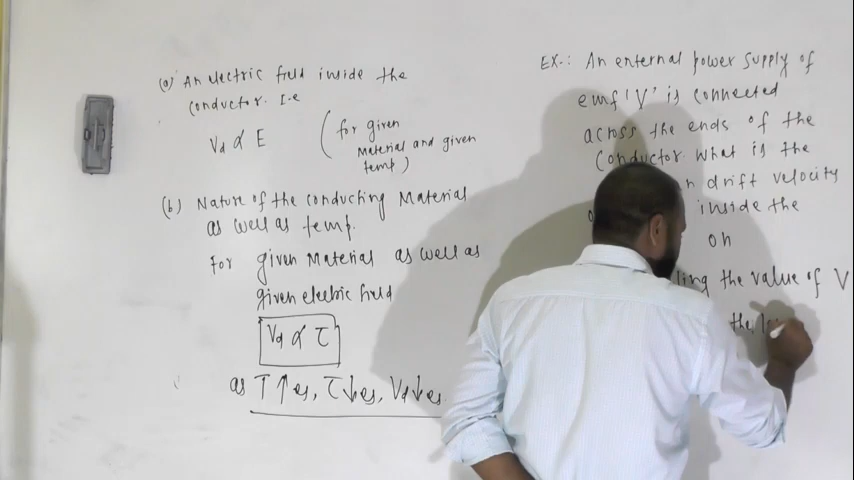 (a) An electric field inside the
conductor. I.e
Vd ∝ E (for given
material and given
temp)
(b) Nature of the conducting Material
as well as temp.
For given Material as well as
given electric field
Vd ∝ τ
as T↑es, τ↓es, Vd↓es.
EX-: An enternal power supply of
emf 'V' is connected
across the ends of the
conductor. What is the
drift velocity
inside the
on
the value of V
the